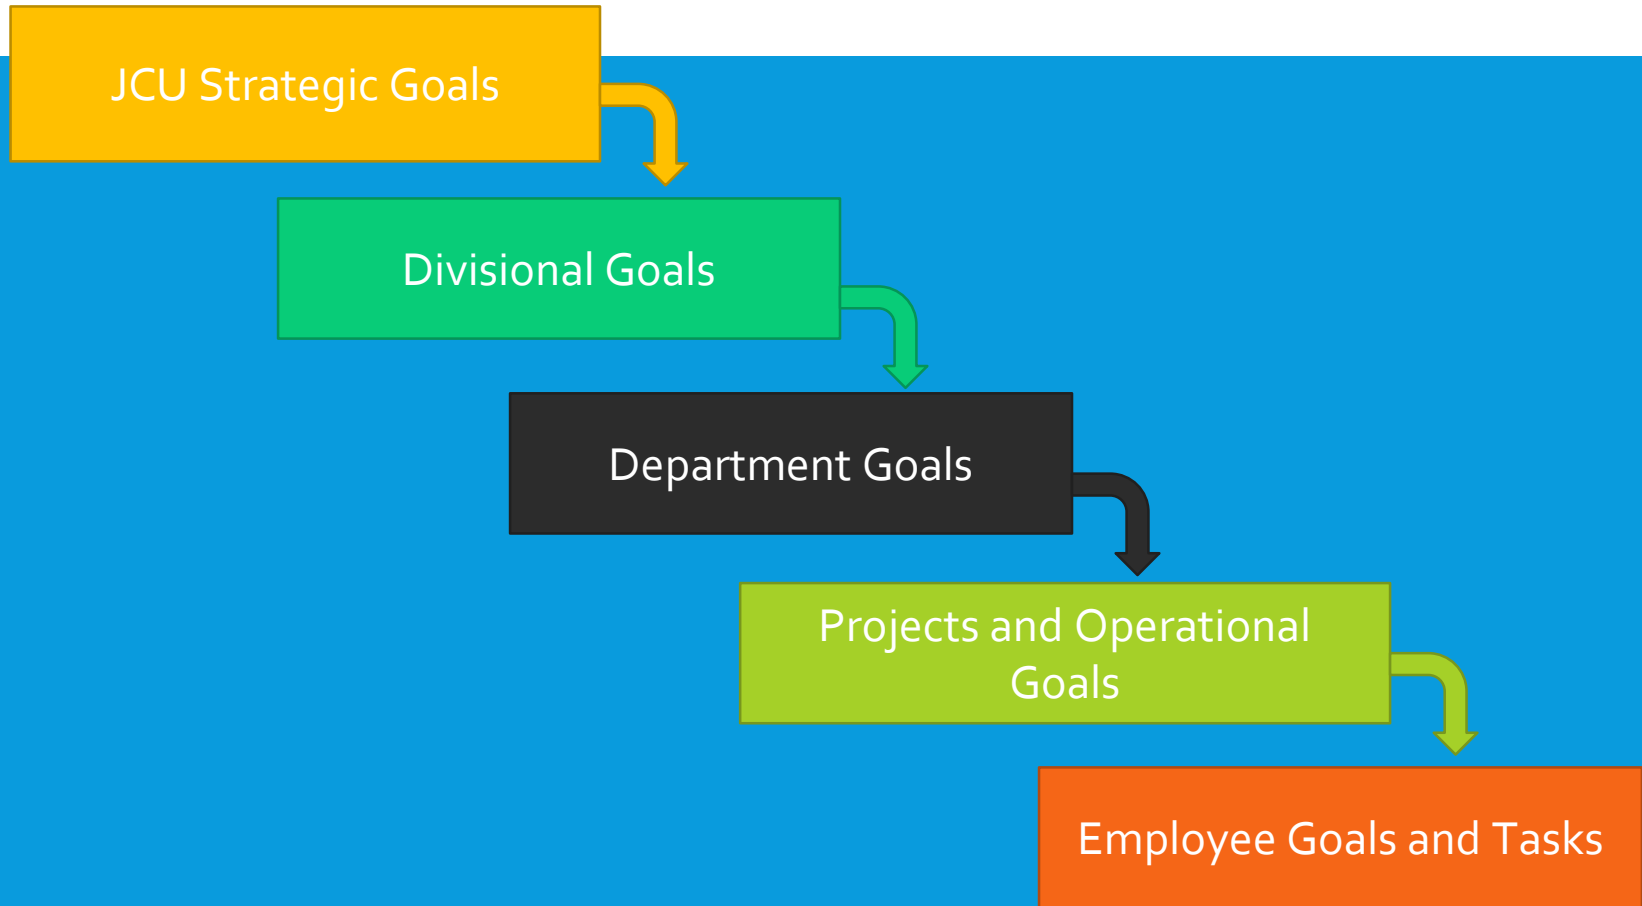 JCU Strategic Goals
Divisional Goals
Department Goals
Projects and Operational
Goals
Employee Goals and Tasks